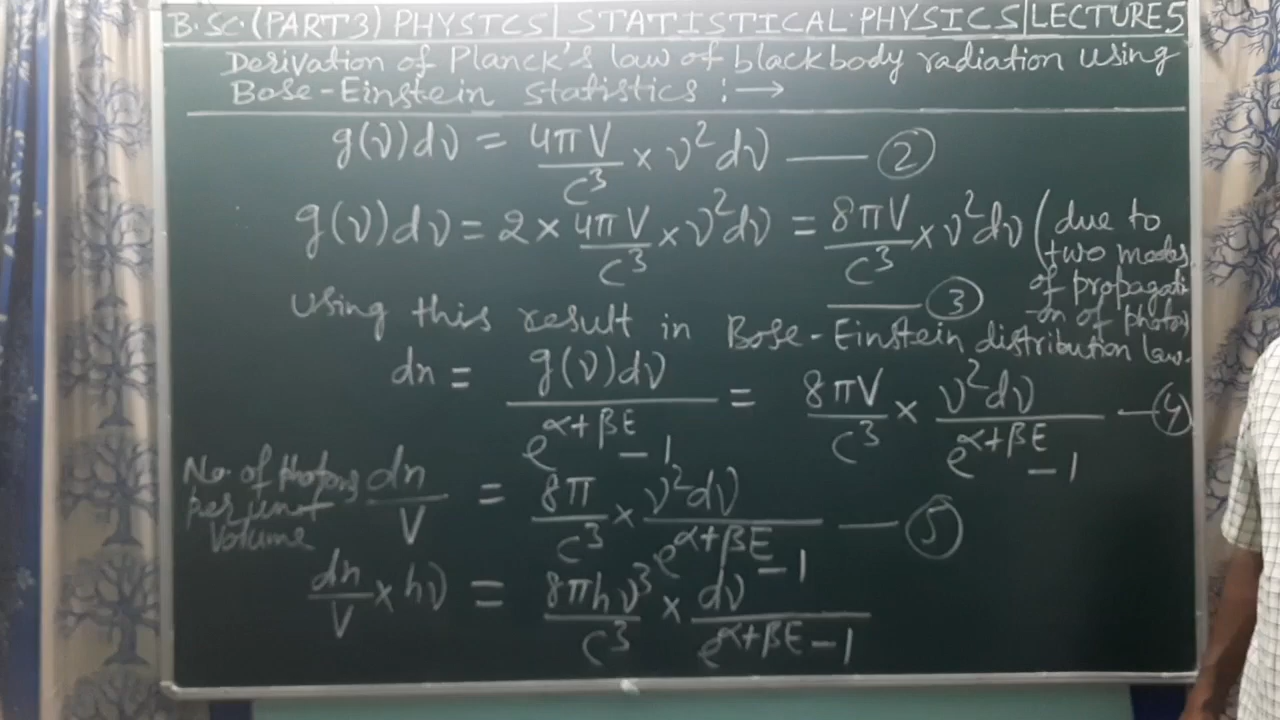 B.Sc.(PART3) PHYSICS| STATISTICAL PHYSICS|LECTURE 5
Derivation of Planck's law of blackbody radiation using
Bose-Einstein statistics :→
g(ν)dν = 4πV/c³ × ν²dν —— ②
g(ν)dν = 2 × 4πV/c³ × ν²dν = 8πV/c³ × ν²dν (due to
two modes
of propagati
-on of photon)
—— ③
Using this result in Bose-Einstein distribution law.
dn = g(ν)dν/e^(α+βE) -1 = 8πV/c³ × ν²dν/e^(α+βE) -1 —④
No. of Photons
per unit
Volume
dn/V = 8π/c³ × ν²dν/e^(α+βE) -1 —— ⑤
dn/V × hν = 8πhν³/c³ × dν/e^(α+βE) -1